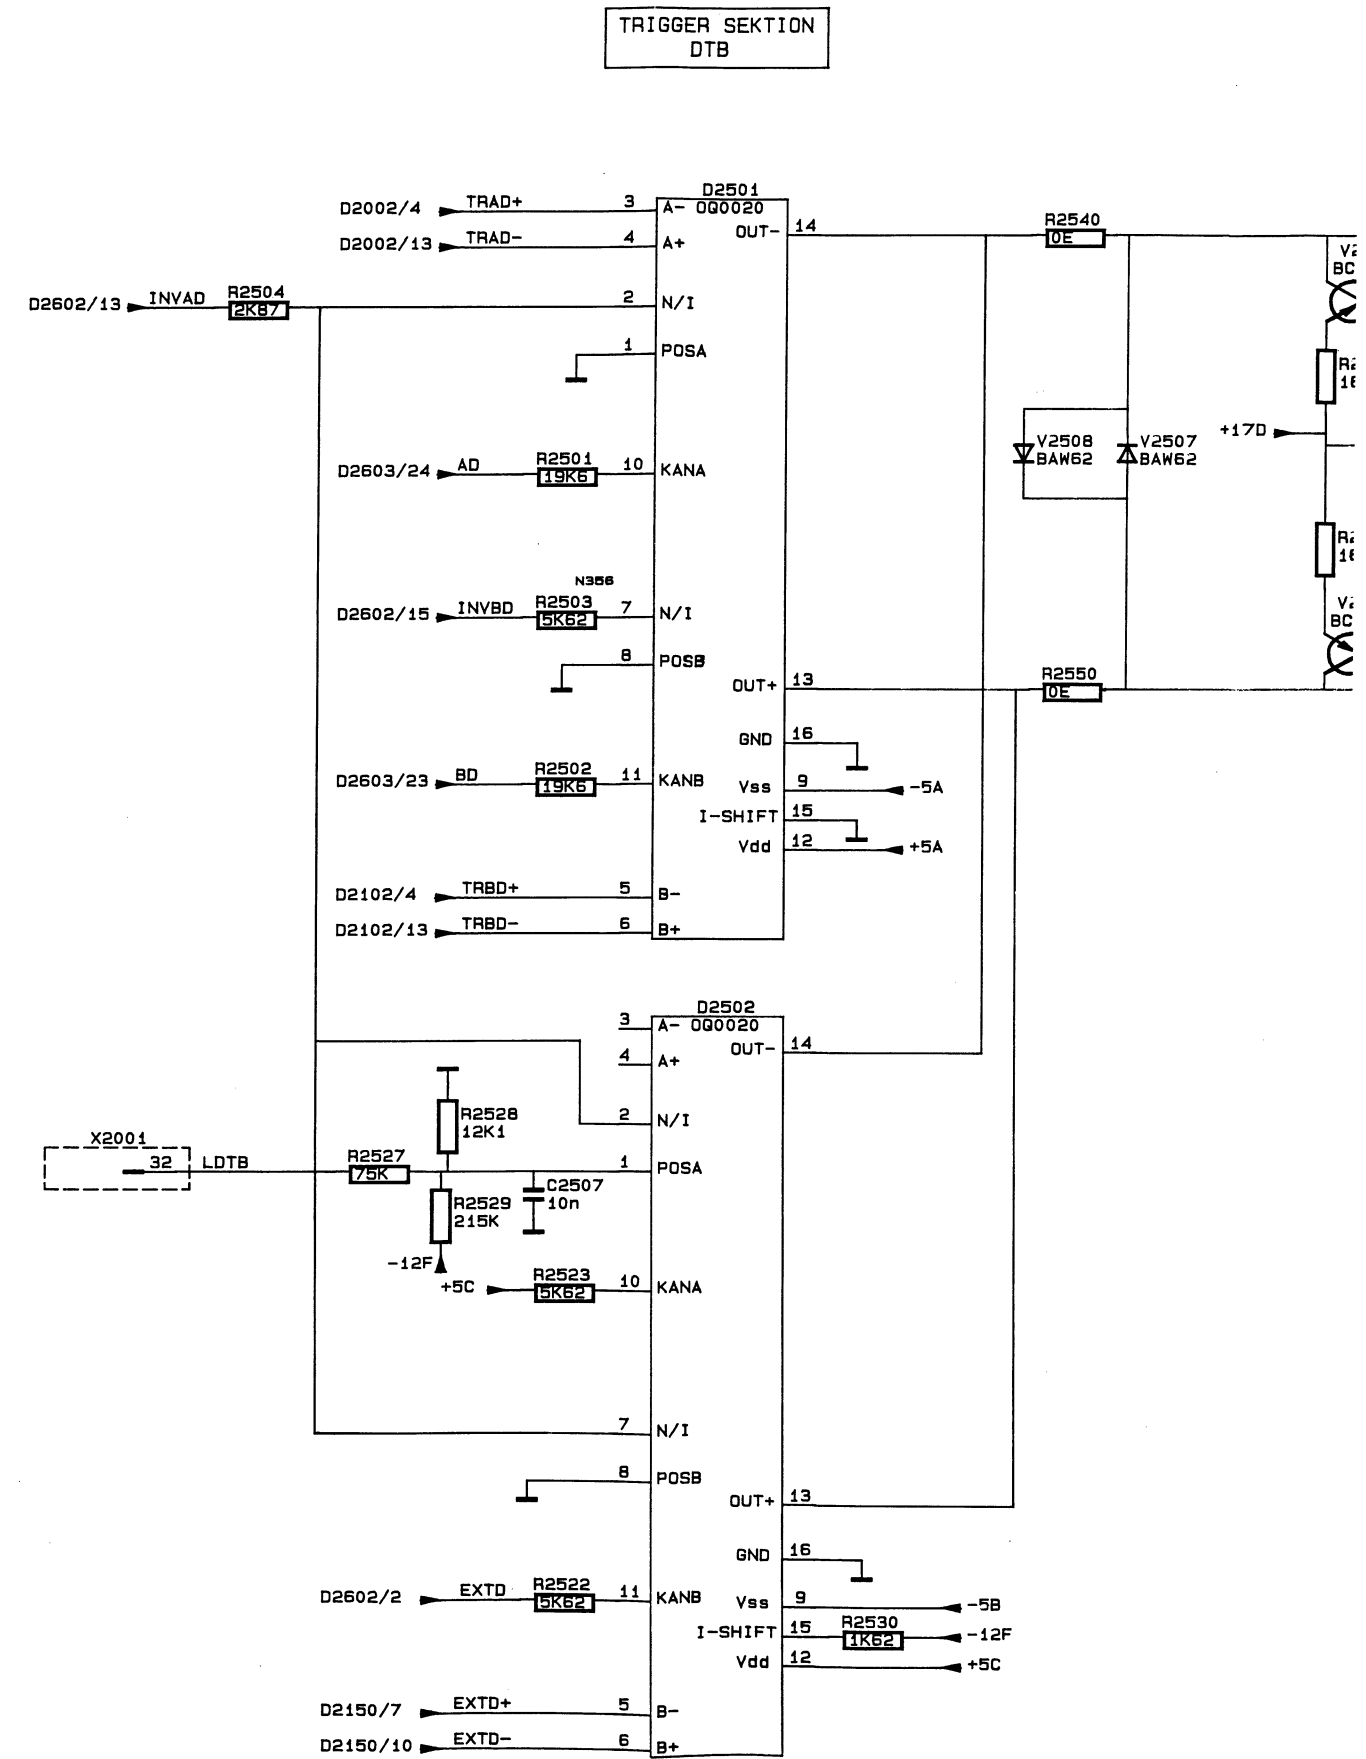 TRIGGER SEKTION
DTB
D2501
D2002/4 TRAD+ 3 A- OQ0020
OUT- 14 R2540
0E
D2002/13 TRAD- 4 A+
D2602/13 INVAD R2504 2 N/I
2K87
1 POSA
+17D
V2508 V2507
BAW62 BAW62
D2603/24 AD R2501 10 KANA
19K6
N356
D2602/15 INVBD R2503 7 N/I
5K62
8 POSB
OUT+ 13 R2550
0E
GND 16
D2603/23 BD R2502 11 KANB
19K6
Vss 9 -5A
I-SHIFT 15
Vdd 12 +5A
D2102/4 TRBD+ 5 B-
D2102/13 TRBD- 6 B+
D2502
3 A- OQ0020
OUT- 14
4 A+
R2528
12K1
2 N/I
X2001
32 LDTB R2527 1 POSA
75K
C2507
10n
R2529
215K
-12F
+5C R2523 10 KANA
5K62
7 N/I
8 POSB
OUT+ 13
GND 16
D2602/2 EXTD R2522 11 KANB
5K62
Vss 9 -5B
I-SHIFT 15 R2530 -12F
1K62
Vdd 12 +5C
D2150/7 EXTD+ 5 B-
D2150/10 EXTD- 6 B+